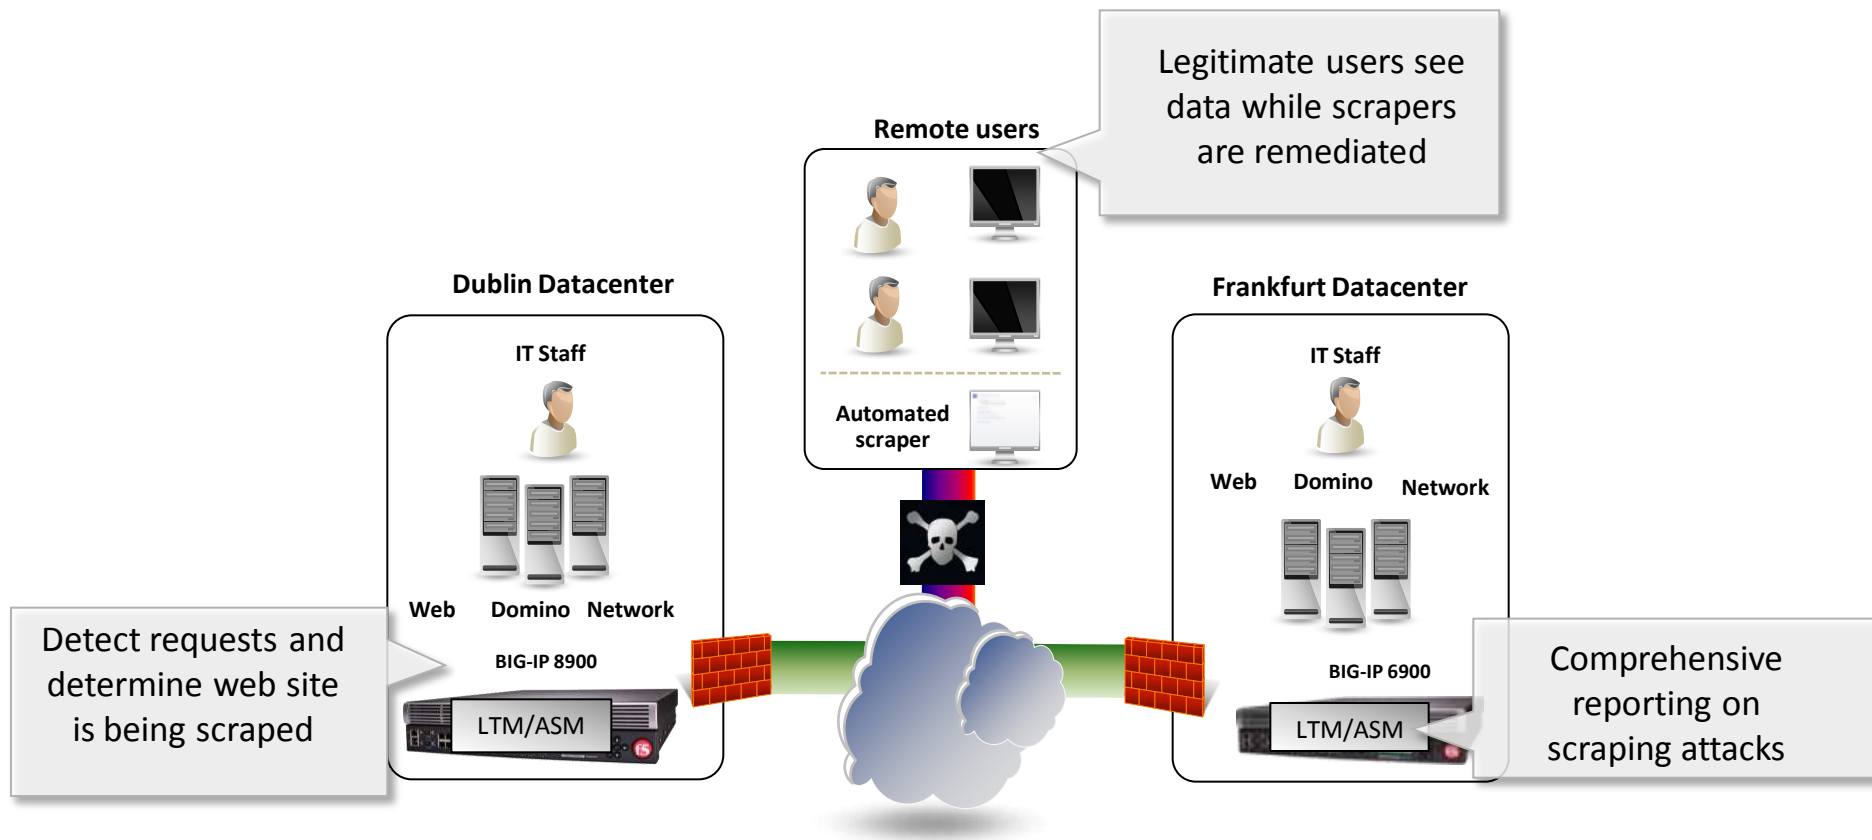 Legitimate users see
data while scrapers
are remediated
Remote users
Automated
scraper
Dublin Datacenter
IT Staff
Web Domino Network
BIG-IP 8900
LTM/ASM
f5
Detect requests and
determine web site
is being scraped
Frankfurt Datacenter
IT Staff
Web Domino Network
BIG-IP 6900
LTM/ASM
Comprehensive
reporting on
scraping attacks